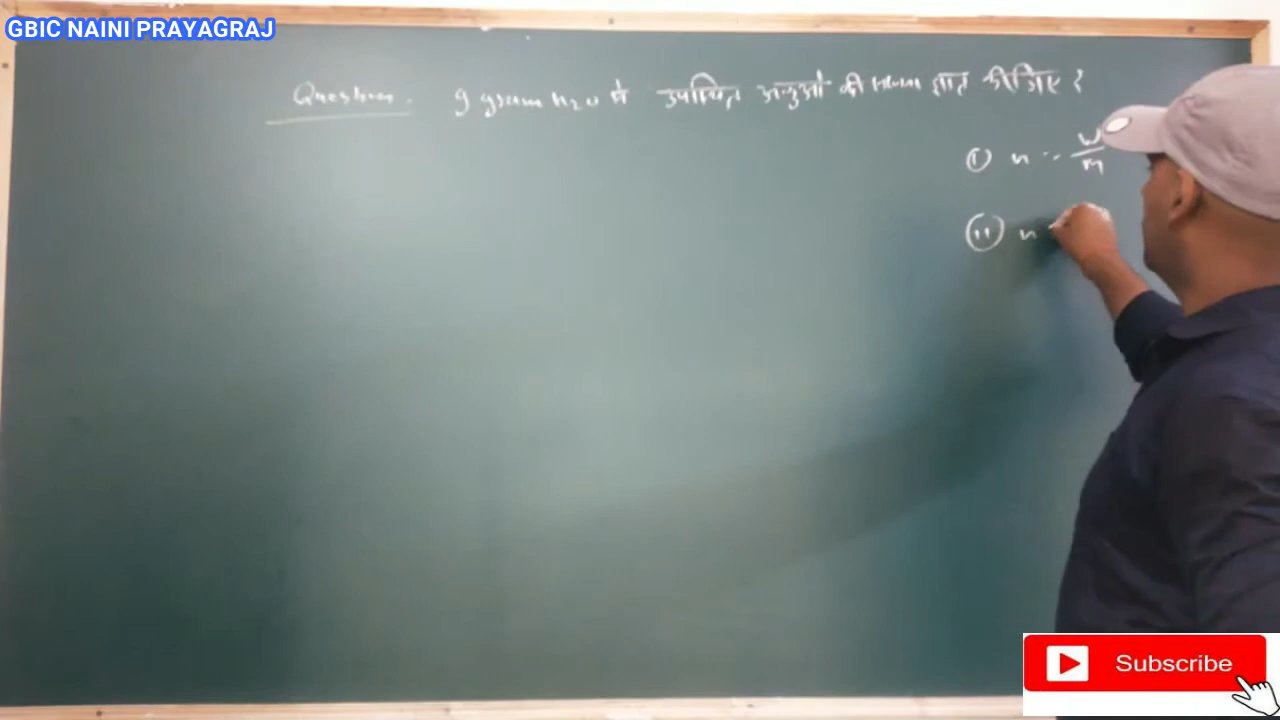 GBIC NAINI PRAYAGRAJ
Question. 9 gram H2O में उपस्थित अणुओं की संख्या ज्ञात कीजिए ?
(i) n = W/M
(ii) n
Subscribe